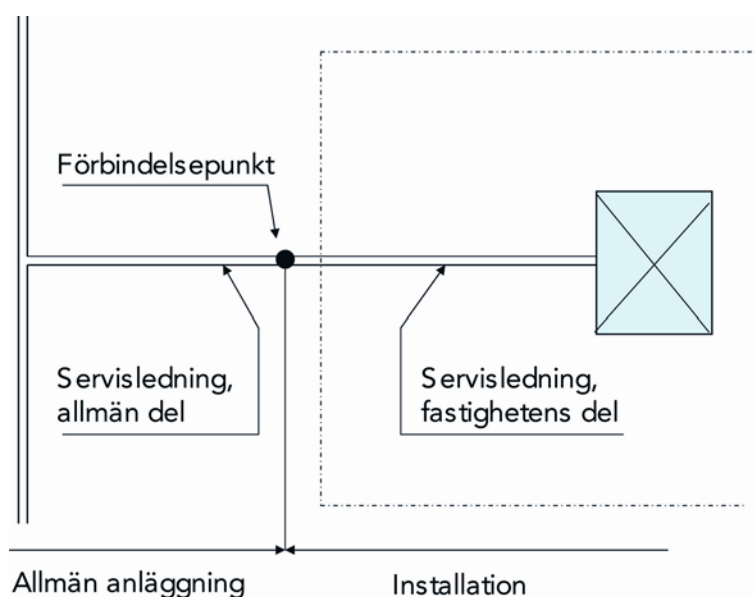 Förbindelsepunkt
Servisledning,
allmän del
Servisledning,
fastighetens del
Allmän anläggning
Installation